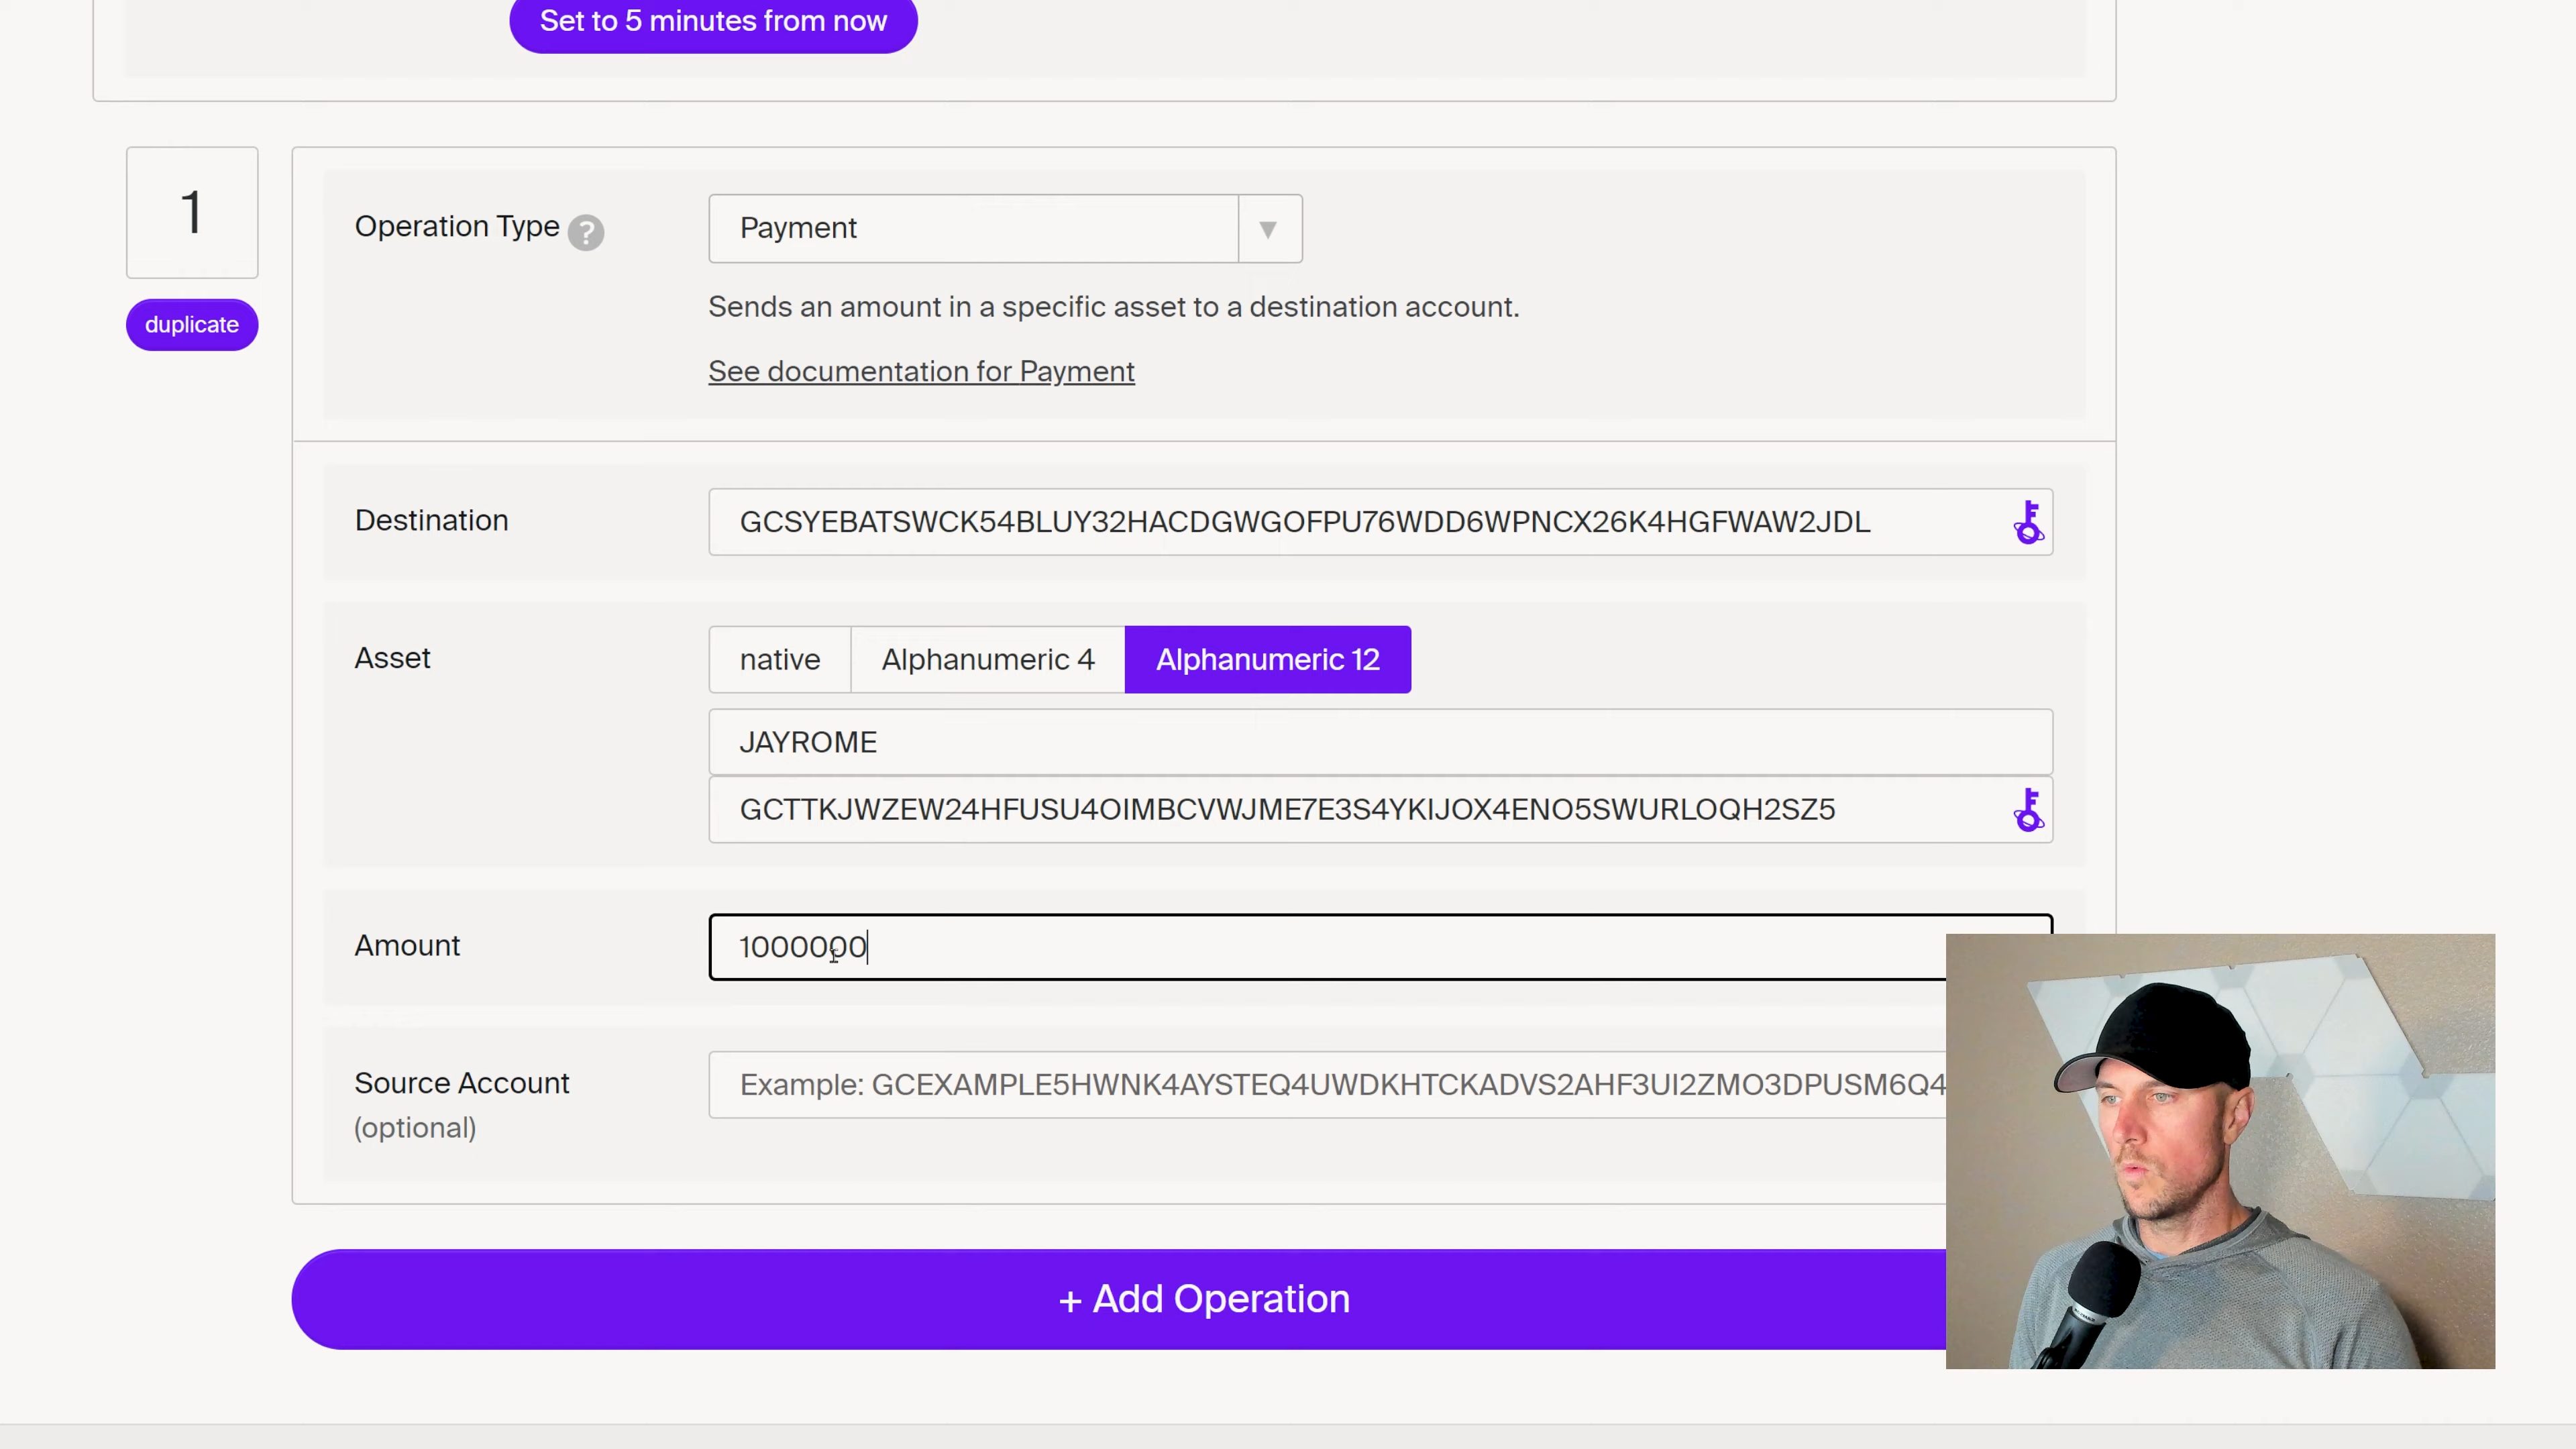 Set to 5 minutes from now
1
duplicate
Operation Type ?
Payment
Sends an amount in a specific asset to a destination account.
See documentation for Payment
Destination
GCSYEBATSWCK54BLUY32HACDGWGOFPU76WDD6WPNCX26K4HGFWAW2JDL
Asset
native Alphanumeric 4 Alphanumeric 12
JAYROME
GCTTKJWZEW24HFUSU4OIMBCVWJME7E3S4YKIJOX4ENO5SWURLOQH2SZ5
Amount
1000000
Source Account
(optional)
Example: GCEXAMPLE5HWNK4AYSTEQ4UWDKHTCKADVS2AHF3UI2ZMO3DPUSM6Q4
+ Add Operation